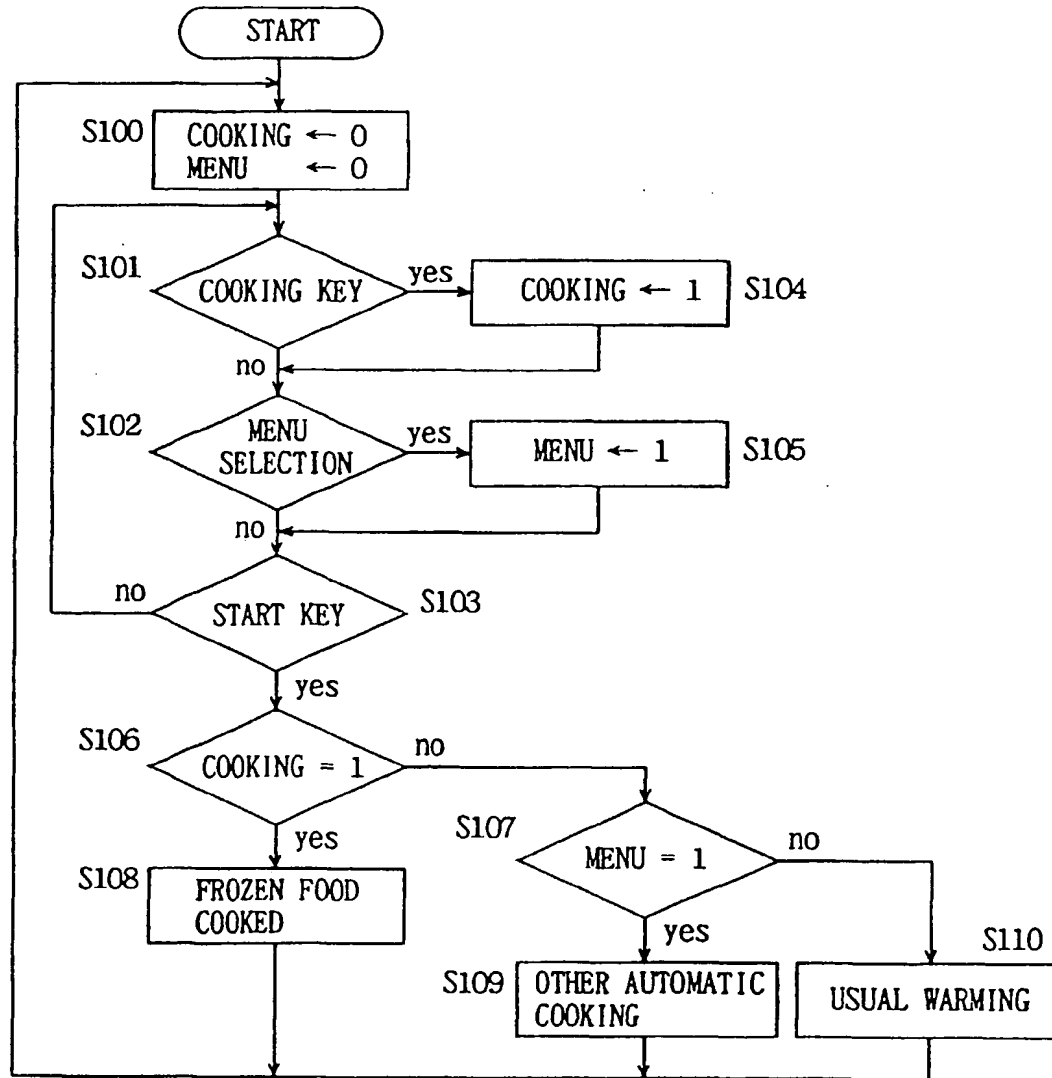 START
S100
COOKING ← 0
MENU ← 0
S101
COOKING KEY
yes
COOKING ← 1
S104
no
S102
MENU
SELECTION
yes
MENU ← 1
S105
no
no
START KEY
S103
yes
S106
COOKING = 1
no
yes
S107
MENU = 1
no
S108
FROZEN FOOD
COOKED
yes
S109
OTHER AUTOMATIC
COOKING
S110
USUAL WARMING